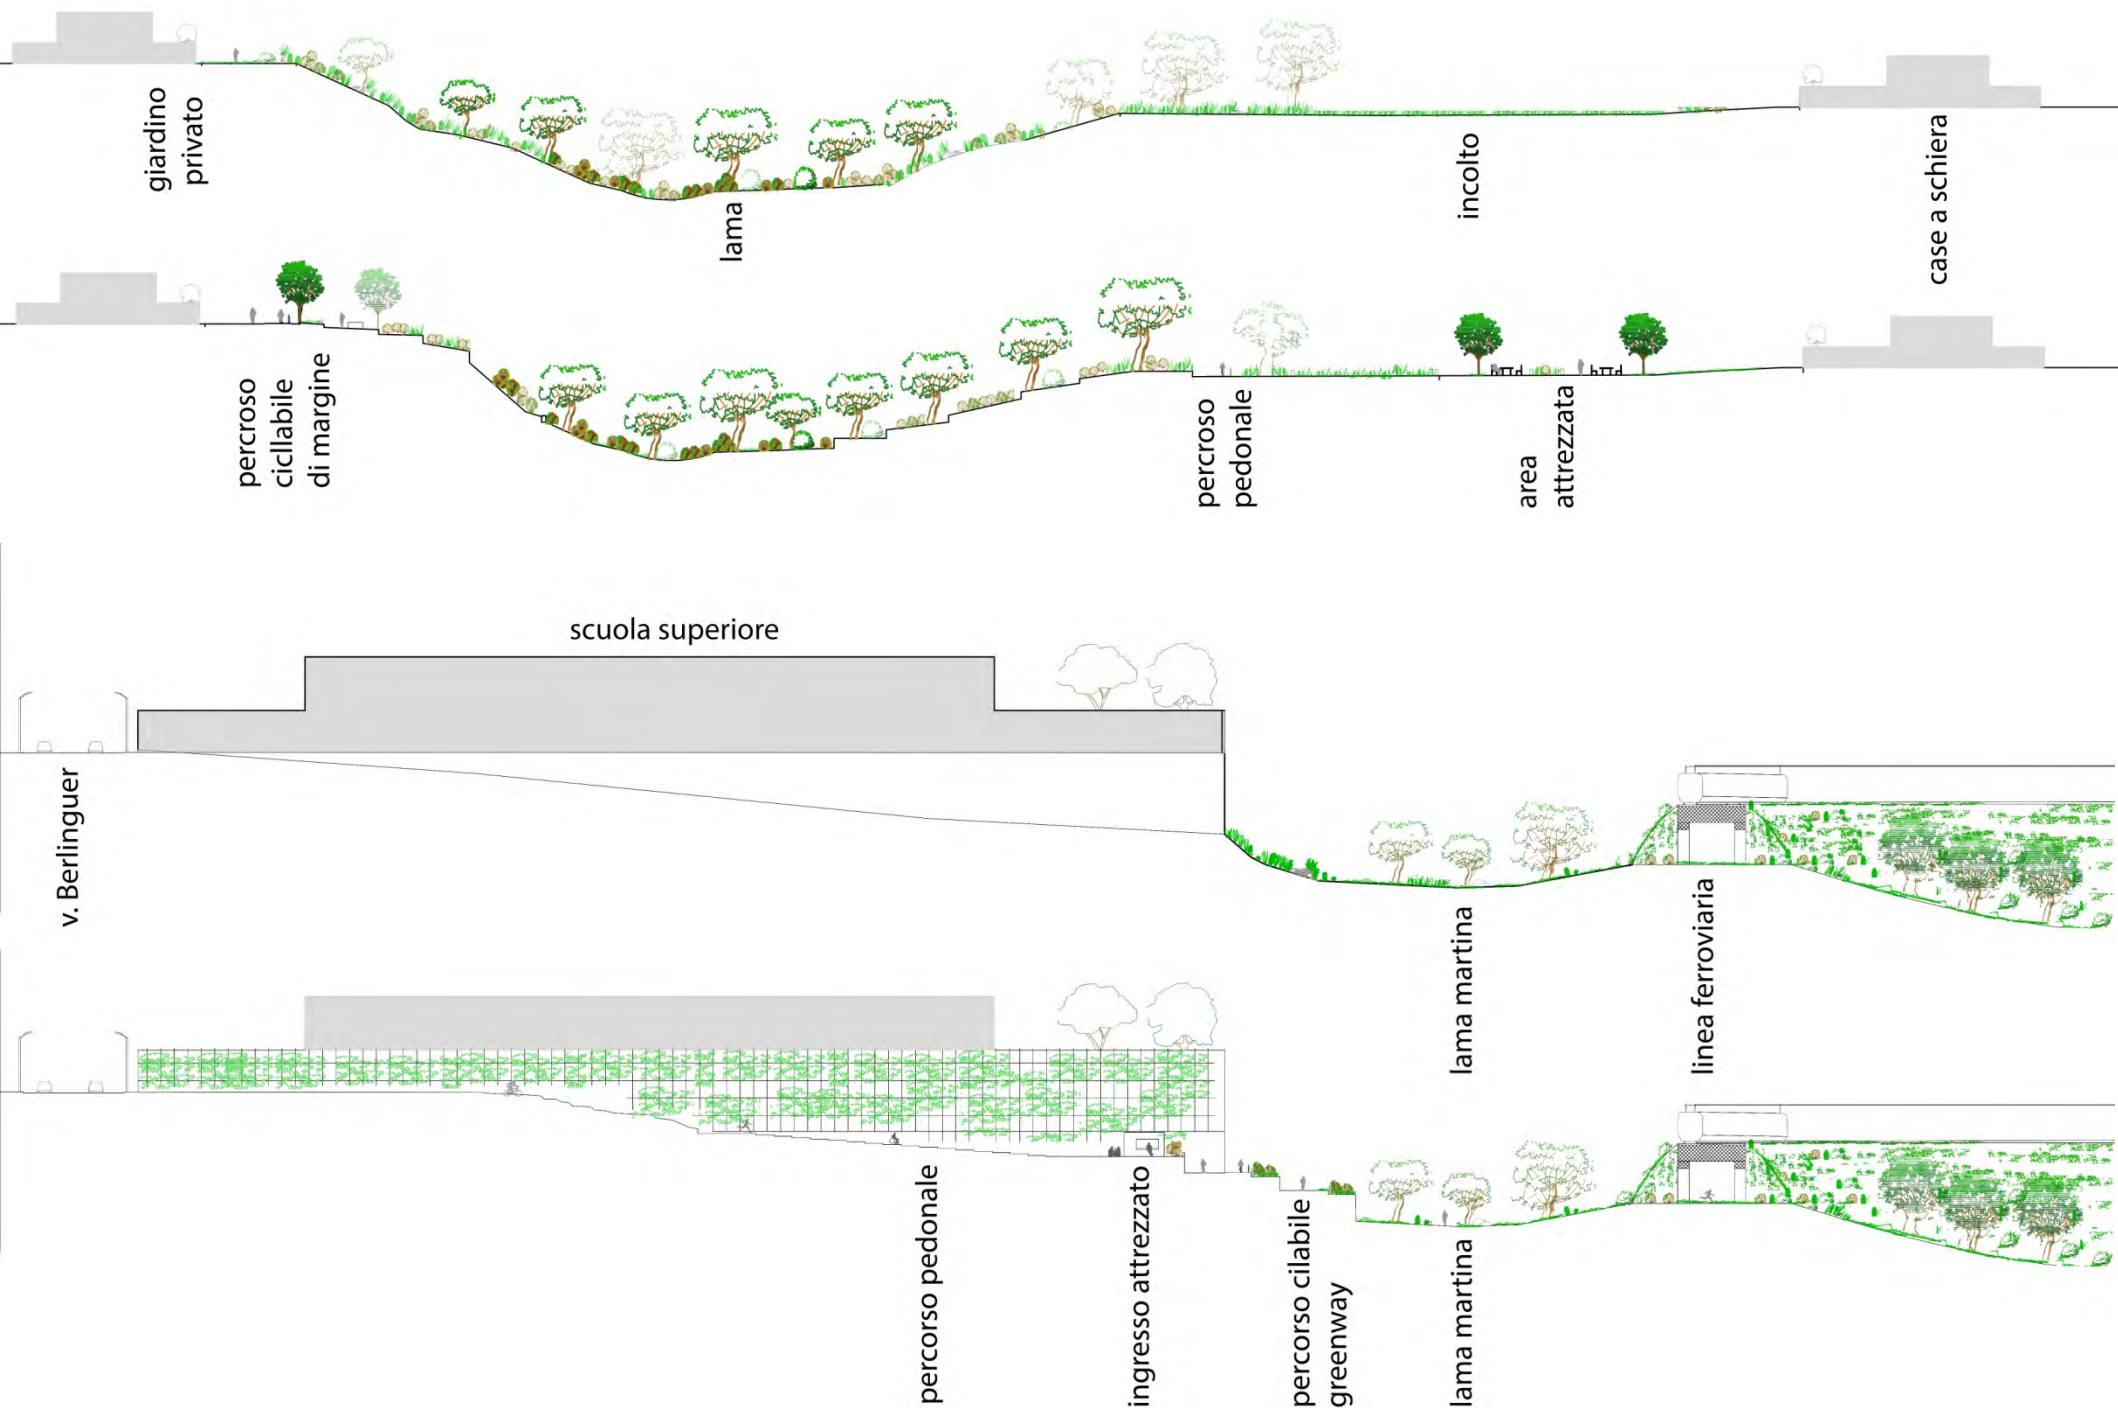 giardino
privato
lama
incolto
case a schiera
percroso
cicllabile
di margine
percroso
pedonale
area
attrezzata
scuola superiore
v. Berlinguer
lama martina
linea ferroviaria
percorso pedonale
ingresso attrezzato
percorso cilabile
greenway
lama martina